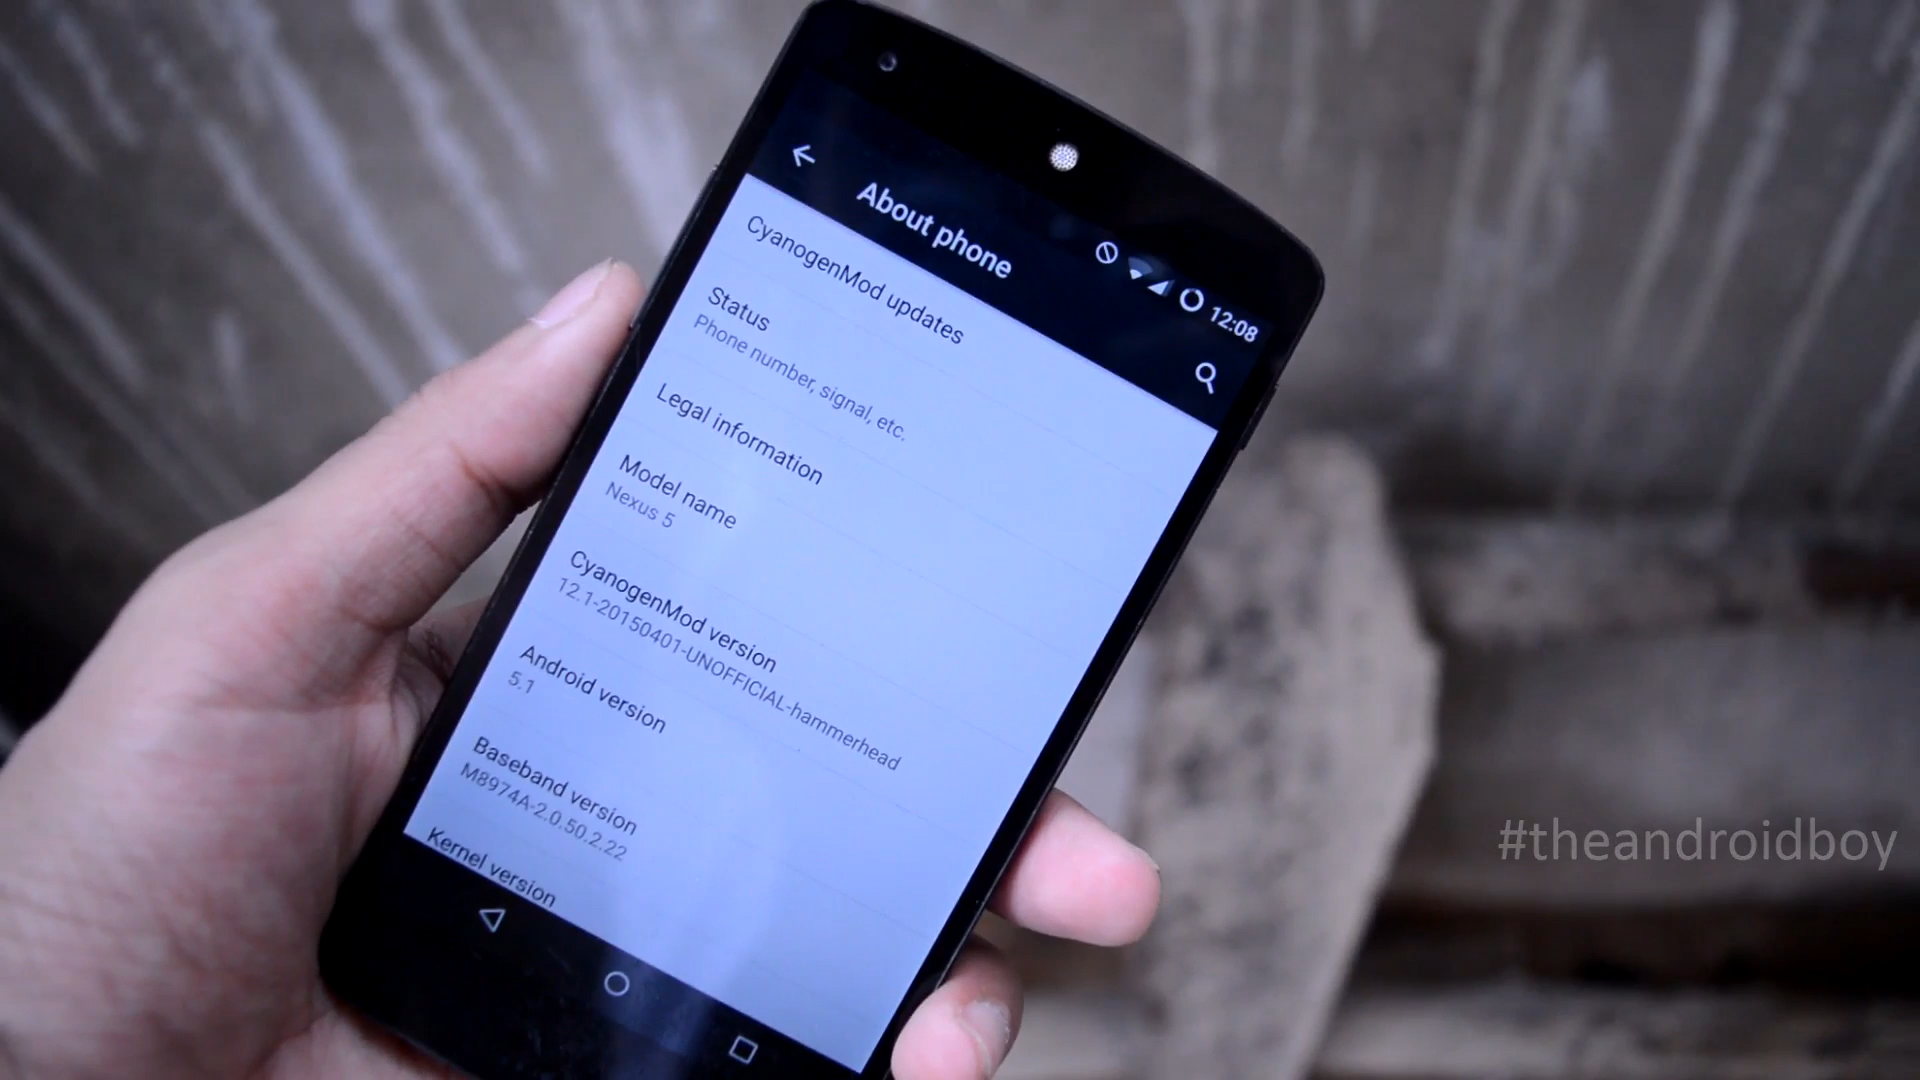 12:08
About phone
CyanogenMod updates
Status
Phone number, signal, etc.
Legal information
Model name
Nexus 5
CyanogenMod version
12.1-20150401-UNOFFICIAL-hammerhead
Android version
5.1
Baseband version
M8974A-2.0.50.2.22
Kernel version
#theandroidboy